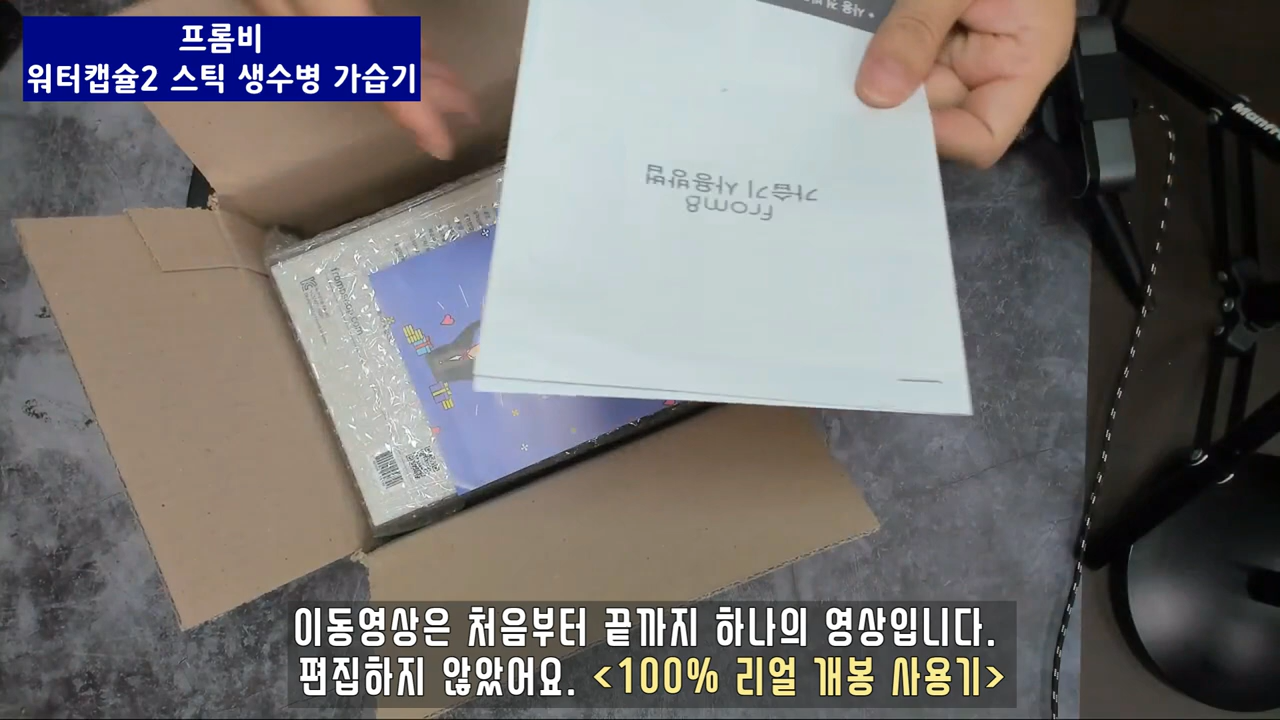 프롬비
워터캡슐2 스틱 생수병 가습기
from8
가습기 사용방법
이동영상은 처음부터 끝까지 하나의 영상입니다.
편집하지 않았어요. <100% 리얼 개봉 사용기>